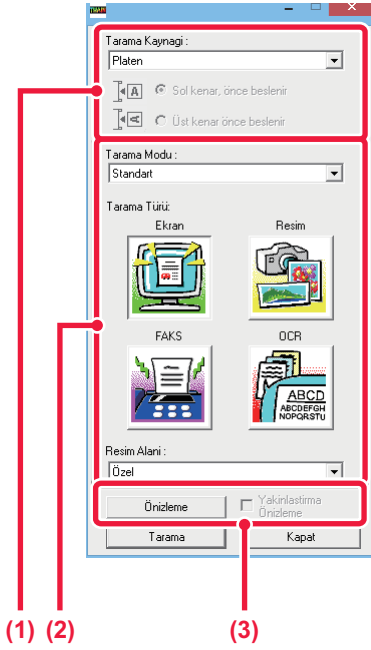 TWAIN
Tarama Kaynagi :
Platen
A
Sol kenar, önce beslenir
A
Üst kenar önce beslenir
Tarama Modu :
Standart
Tarama Türü:
Ekran
Resim
FAKS
OCR
ABCD
ABCDEFGH
NOPQRSTU
Resim Alani :
Özel
Önizleme
Yakinlastirma
Önizleme
Tarama
Kapat
(1) (2) (3)